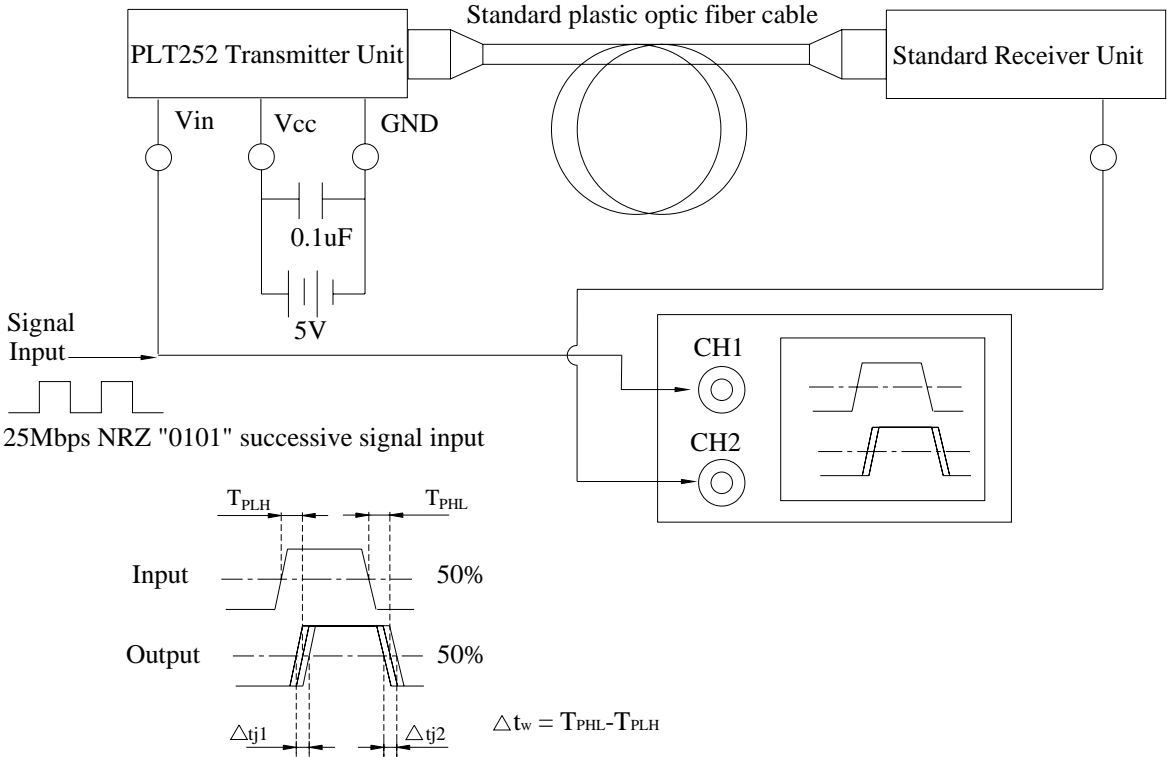 Standard plastic optic fiber cable
PLT252 Transmitter Unit
Standard Receiver Unit
Vin
Vcc
GND
0.1uF
5V
Signal
Input
CH1
CH2
25Mbps NRZ "0101" successive signal input
TPLH
TPHL
Input
50%
Output
50%
△tj1
△tj2
△tw = TPHL-TPLH